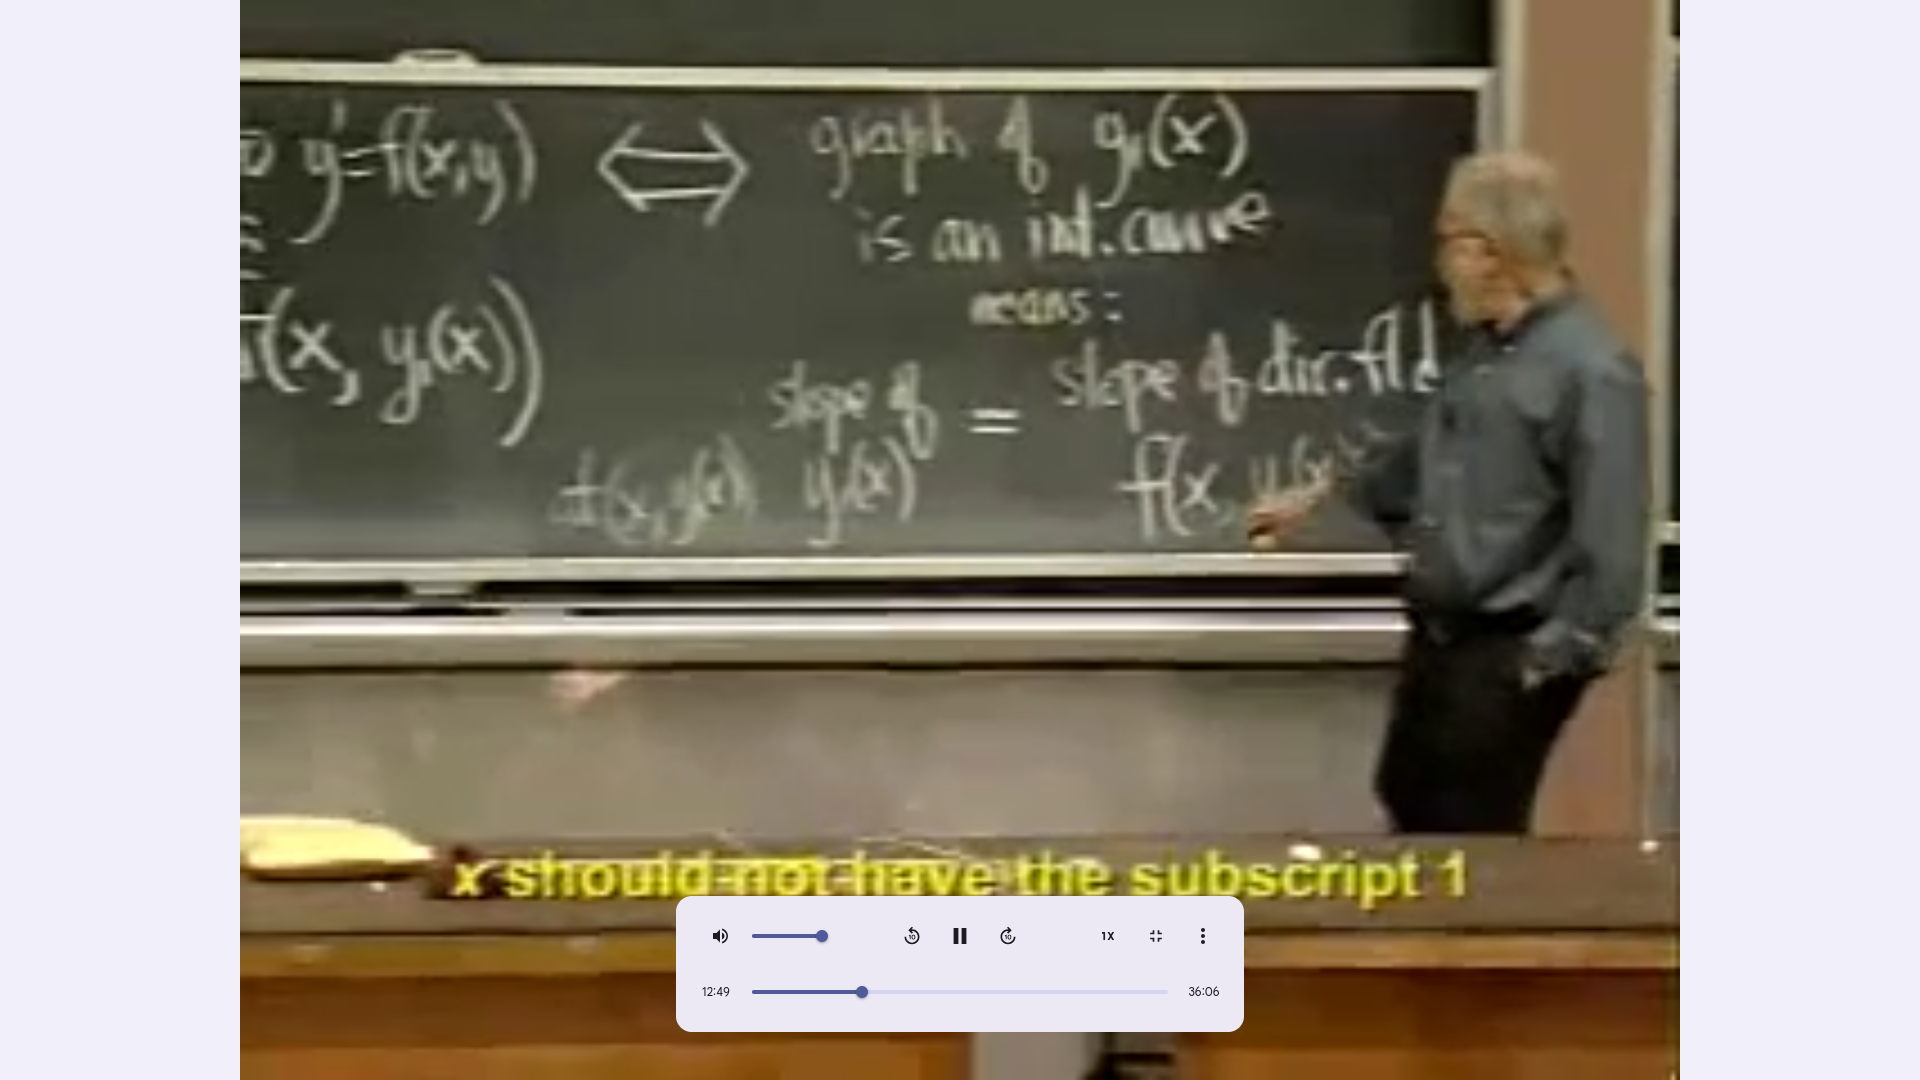 y'=f(x,y) ⟺ graph of y₁(x)
is an int. curve
means:
(x, y₁(x))
slope of = slope of dir. fld
f(x, y(x)) y₁(x) f(x, y₁(x
x should not have the subscript 1
1X
12:49 36:06